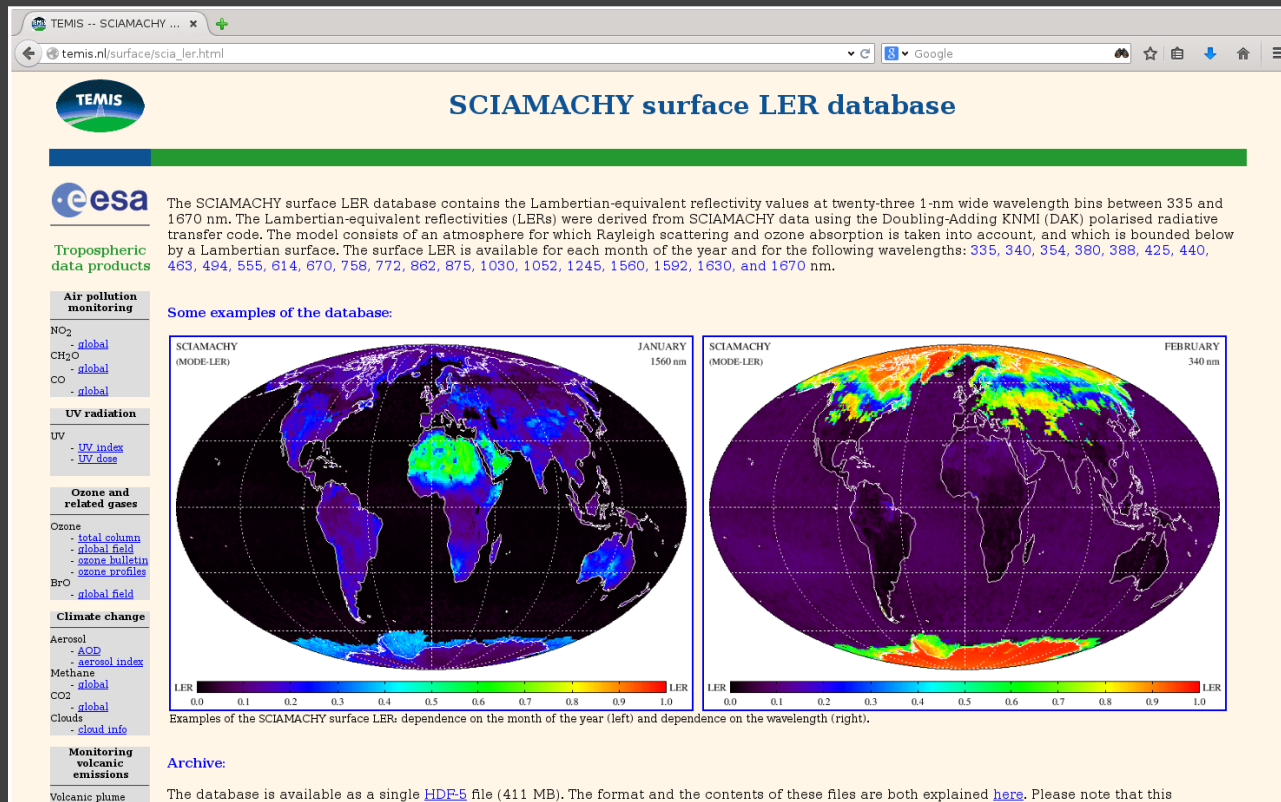 TEMIS -- SCIAMACHY ...
temis.nl/surface/scia_ler.html
Google
TEMIS
SCIAMACHY surface LER database
esa
Tropospheric
data products
Air pollution
monitoring
NO2
- global
CH2O
- global
CO
- global
UV radiation
UV
- UV index
- UV dose
Ozone and
related gases
Ozone
- total column
- global field
- ozone bulletin
- ozone profiles
BrO
- global field
Climate change
Aerosol
- AOD
- aerosol index
Methane
- global
CO2
- global
Clouds
- cloud info
Monitoring
volcanic
emissions
Volcanic plume
The SCIAMACHY surface LER database contains the Lambertian-equivalent reflectivity values at twenty-three 1-nm wide wavelength bins between 335 and
1670 nm. The Lambertian-equivalent reflectivities (LERs) were derived from SCIAMACHY data using the Doubling-Adding KNMI (DAK) polarised radiative
transfer code. The model consists of an atmosphere for which Rayleigh scattering and ozone absorption is taken into account, and which is bounded below
by a Lambertian surface. The surface LER is available for each month of the year and for the following wavelengths: 335, 340, 354, 380, 388, 425, 440,
463, 494, 555, 614, 670, 758, 772, 862, 875, 1030, 1052, 1245, 1560, 1592, 1630, and 1670 nm.
Some examples of the database:
SCIAMACHY
(MODE-LER)
JANUARY
1560 nm
LER
LER
0.0 0.1 0.2 0.3 0.4 0.5 0.6 0.7 0.8 0.9 1.0
SCIAMACHY
(MODE-LER)
FEBRUARY
340 nm
LER
LER
0.0 0.1 0.2 0.3 0.4 0.5 0.6 0.7 0.8 0.9 1.0
Examples of the SCIAMACHY surface LER: dependence on the month of the year (left) and dependence on the wavelength (right).
Archive:
The database is available as a single HDF-5 file (411 MB). The format and the contents of these files are both explained here. Please note that this